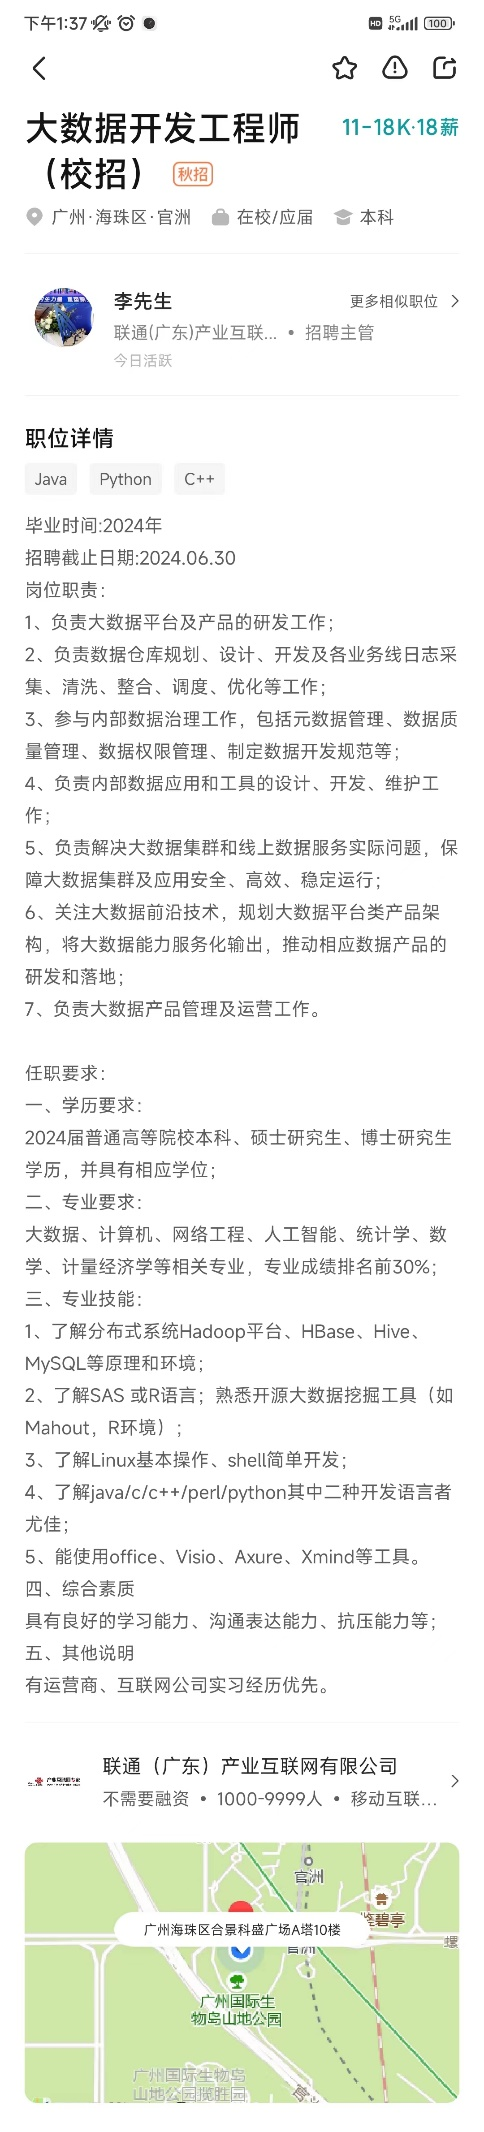 下午1:37
HD 5G 100
大数据开发工程师
（校招） 秋招
11-18K·18薪
广州·海珠区·官洲 在校/应届 本科
李先生
更多相似职位
联通(广东)产业互联... • 招聘主管
今日活跃
职位详情
Java Python C++
毕业时间:2024年
招聘截止日期:2024.06.30
岗位职责：
1、负责大数据平台及产品的研发工作；
2、负责数据仓库规划、设计、开发及各业务线日志采
集、清洗、整合、调度、优化等工作；
3、参与内部数据治理工作，包括元数据管理、数据质
量管理、数据权限管理、制定数据开发规范等；
4、负责内部数据应用和工具的设计、开发、维护工
作；
5、负责解决大数据集群和线上数据服务实际问题，保
障大数据集群及应用安全、高效、稳定运行；
6、关注大数据前沿技术，规划大数据平台类产品架
构，将大数据能力服务化输出，推动相应数据产品的
研发和落地；
7、负责大数据产品管理及运营工作。
任职要求：
一、学历要求：
2024届普通高等院校本科、硕士研究生、博士研究生
学历，并具有相应学位；
二、专业要求：
大数据、计算机、网络工程、人工智能、统计学、数
学、计量经济学等相关专业，专业成绩排名前30%；
三、专业技能：
1、了解分布式系统Hadoop平台、HBase、Hive、
MySQL等原理和环境；
2、了解SAS 或R语言；熟悉开源大数据挖掘工具（如
Mahout，R环境）；
3、了解Linux基本操作、shell简单开发；
4、了解java/c/c++/perl/python其中二种开发语言者
尤佳；
5、能使用office、Visio、Axure、Xmind等工具。
四、综合素质
具有良好的学习能力、沟通表达能力、抗压能力等；
五、其他说明
有运营商、互联网公司实习经历优先。
联通（广东）产业互联网有限公司
不需要融资 • 1000-9999人 • 移动互联...
官洲
碧亭
广州海珠区合景科盛广场A塔10楼
官洲
螺
广州国际生
物岛山地公园
广州国际生物岛
山地公园揽胜园
官